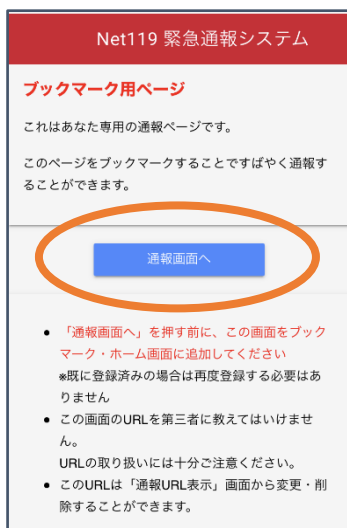 Net119 緊急通報システム
ブックマーク用ページ
これはあなた専用の通報ページです。
このページをブックマークすることですばやく通報す
ることができます。
通報画面へ
● 「通報画面へ」を押す前に、この画面をブック
マーク・ホーム画面に追加してください
※既に登録済みの場合は再度登録する必要はあ
りません
● この画面のURLを第三者に教えてはいけませ
ん。
URLの取り扱いには十分ご注意ください。
● このURLは「通報URL表示」画面から変更・削
除することができます。